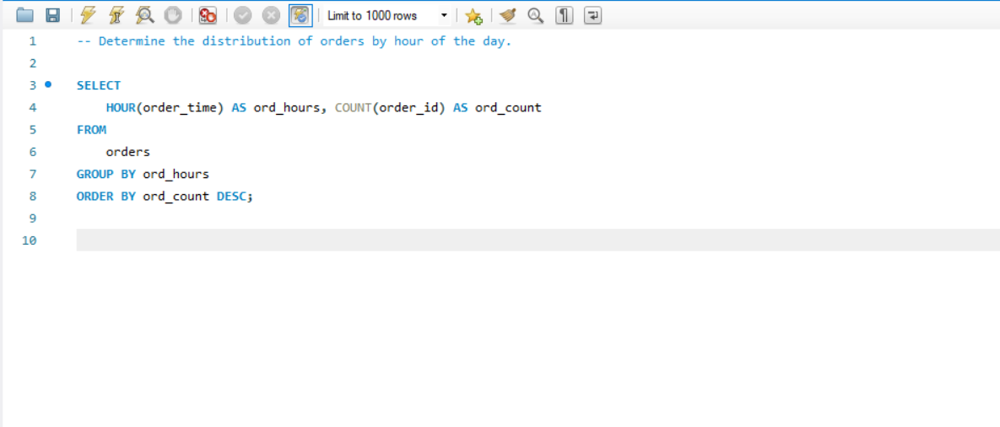 Limit to 1000 rows
1 -- Determine the distribution of orders by hour of the day.
2
3 SELECT
4 HOUR(order_time) AS ord_hours, COUNT(order_id) AS ord_count
5 FROM
6 orders
7 GROUP BY ord_hours
8 ORDER BY ord_count DESC;
9
10